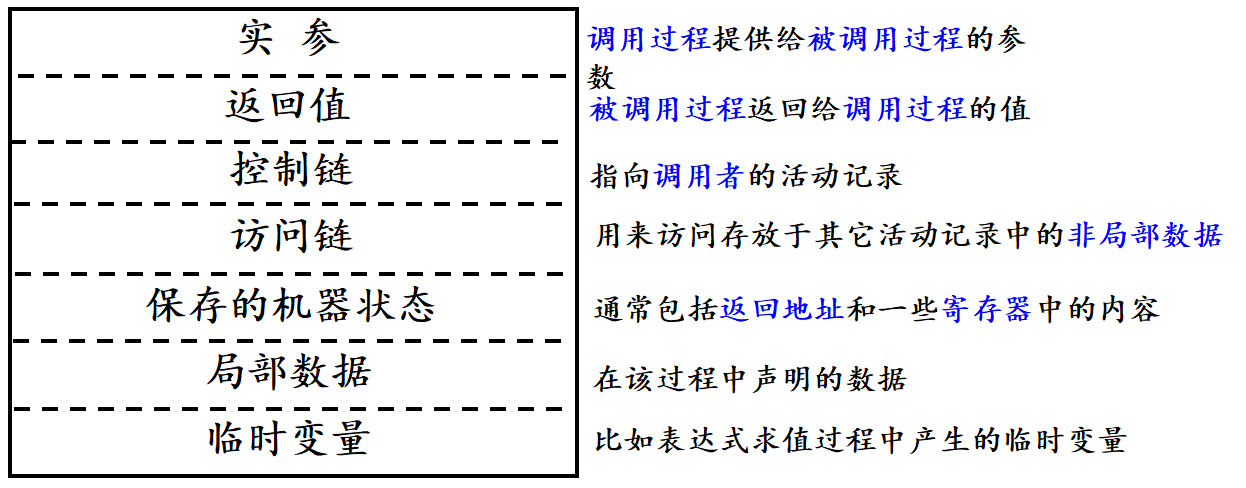 实 参
调用过程提供给被调用过程的参
数
返回值
被调用过程返回给调用过程的值
控制链
指向调用者的活动记录
访问链
用来访问存放于其它活动记录中的非局部数据
保存的机器状态
通常包括返回地址和一些寄存器中的内容
局部数据
在该过程中声明的数据
临时变量
比如表达式求值过程中产生的临时变量